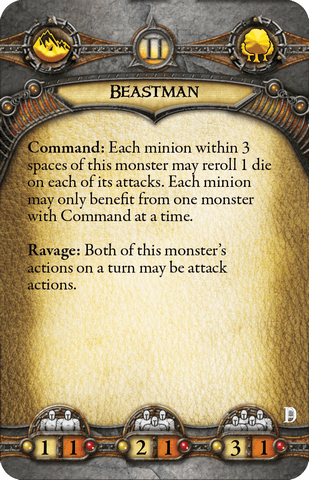 II
BEASTMAN
Command: Each minion within 3
spaces of this monster may reroll 1 die
on each of its attacks. Each minion
may only benefit from one monster
with Command at a time.
Ravage: Both of this monster's
actions on a turn may be attack
actions.
1 1 2 1 3 1